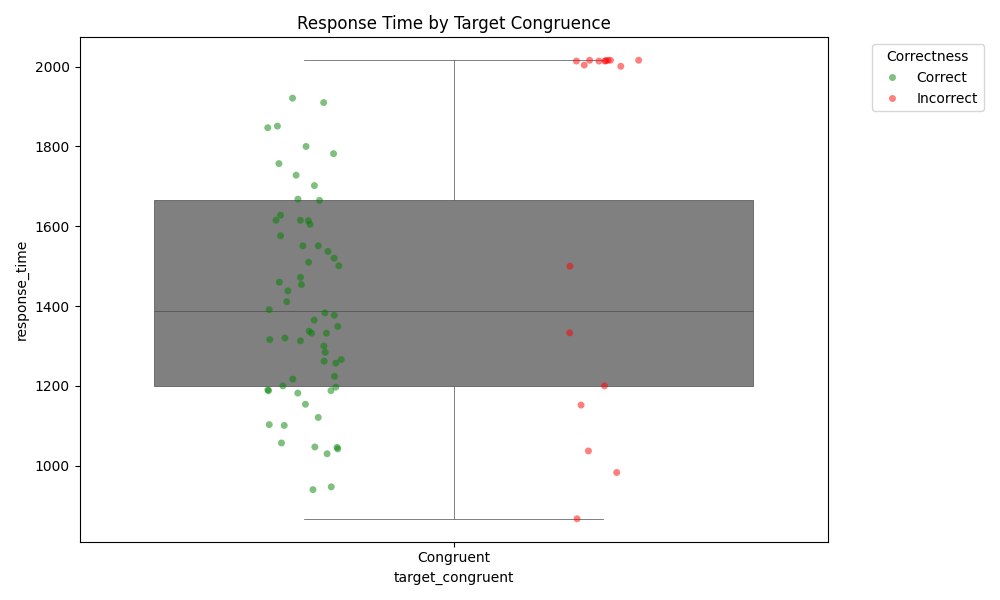 Response Time by Target Congruence
Correctness
Correct
Incorrect
response_time
2000
1800
1600
1400
1200
1000
Congruent
target_congruent